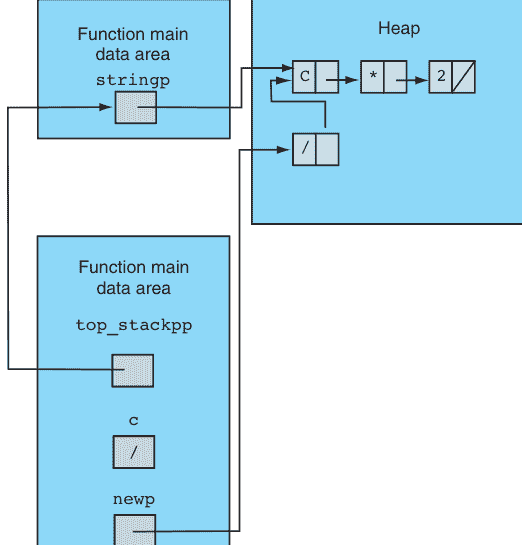 Function main
data area
stringp
Heap
C
*
2
/
Function main
data area
top_stackpp
c
/
newp